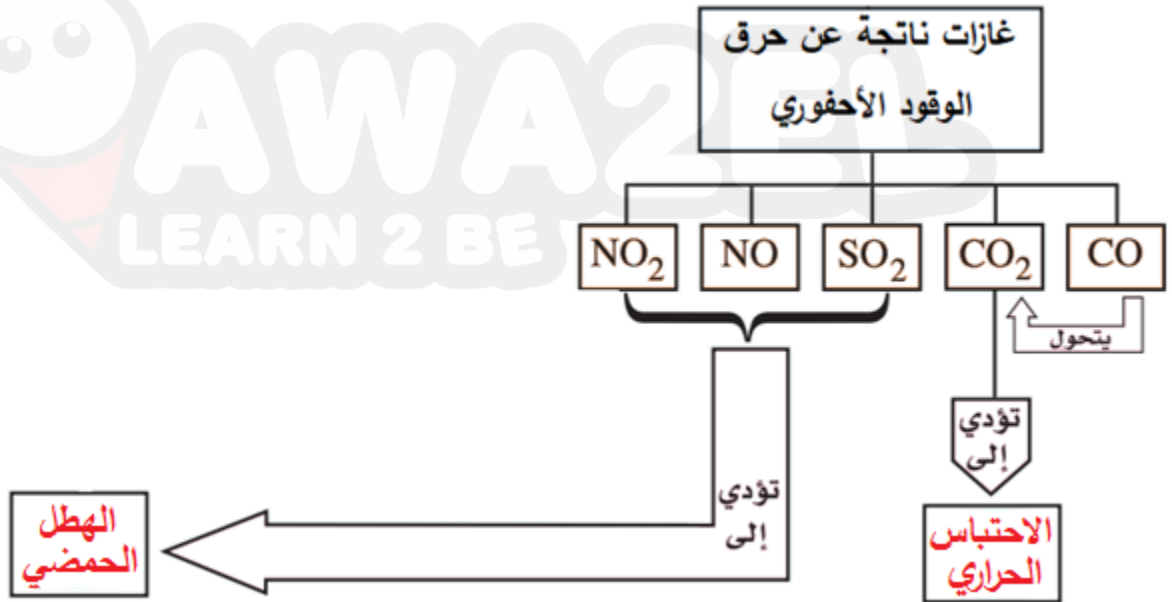 غازات ناتجة عن حرق
الوقود الأحفوري
CO
CO₂
SO₂
NO
NO₂
يتحول
تؤدي
إلى
الاحتباس
الحراري
تؤدي
إلى
الهطل
الحمضي
AWA2EL
LEARN 2 BE